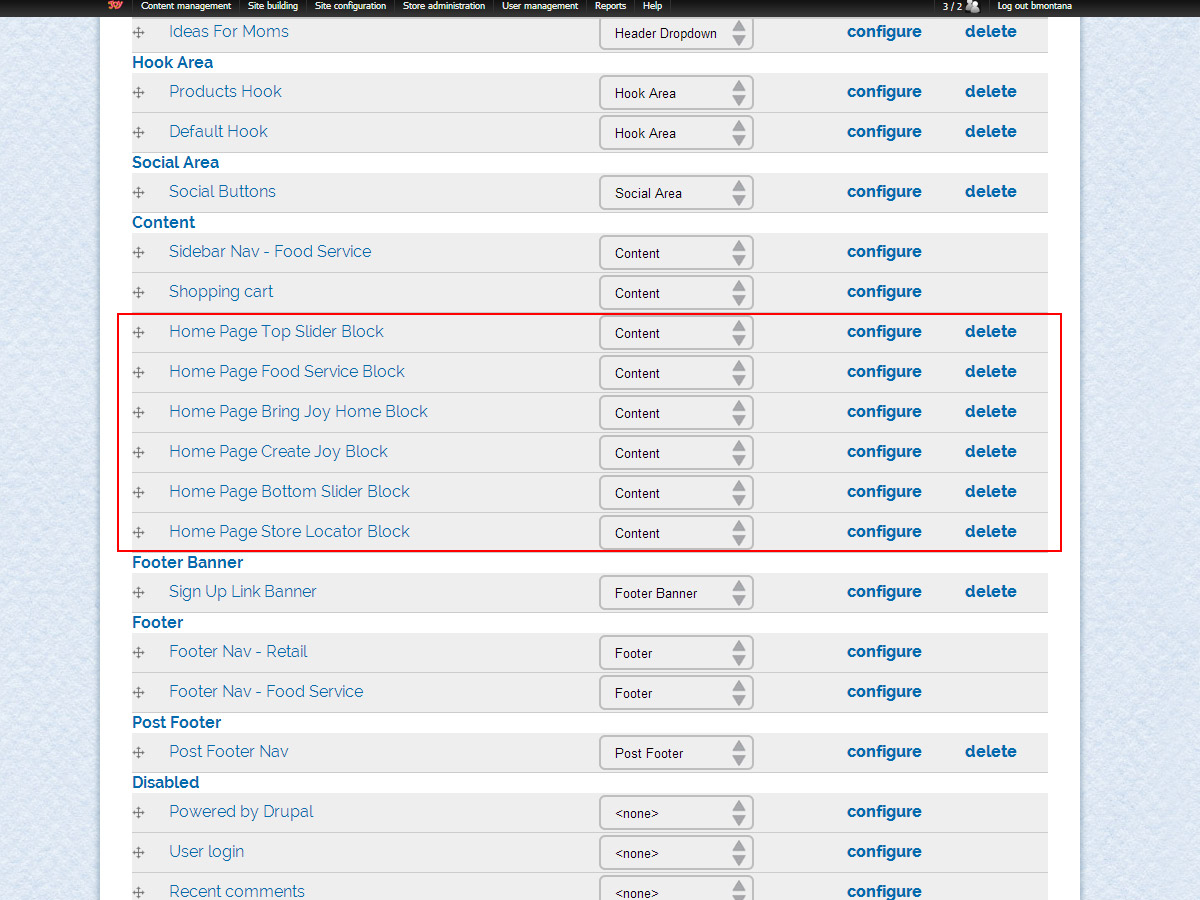 JOY Content management Site building Site configuration Store administration User management Reports Help 3 / 2 Log out bmontana
Ideas For Moms Header Dropdown configure delete
Hook Area
Products Hook Hook Area configure delete
Default Hook Hook Area configure delete
Social Area
Social Buttons Social Area configure delete
Content
Sidebar Nav - Food Service Content configure
Shopping cart Content configure
Home Page Top Slider Block Content configure delete
Home Page Food Service Block Content configure delete
Home Page Bring Joy Home Block Content configure delete
Home Page Create Joy Block Content configure delete
Home Page Bottom Slider Block Content configure delete
Home Page Store Locator Block Content configure delete
Footer Banner
Sign Up Link Banner Footer Banner configure delete
Footer
Footer Nav - Retail Footer configure
Footer Nav - Food Service Footer configure
Post Footer
Post Footer Nav Post Footer configure delete
Disabled
Powered by Drupal <none> configure
User login <none> configure
Recent comments <none> configure